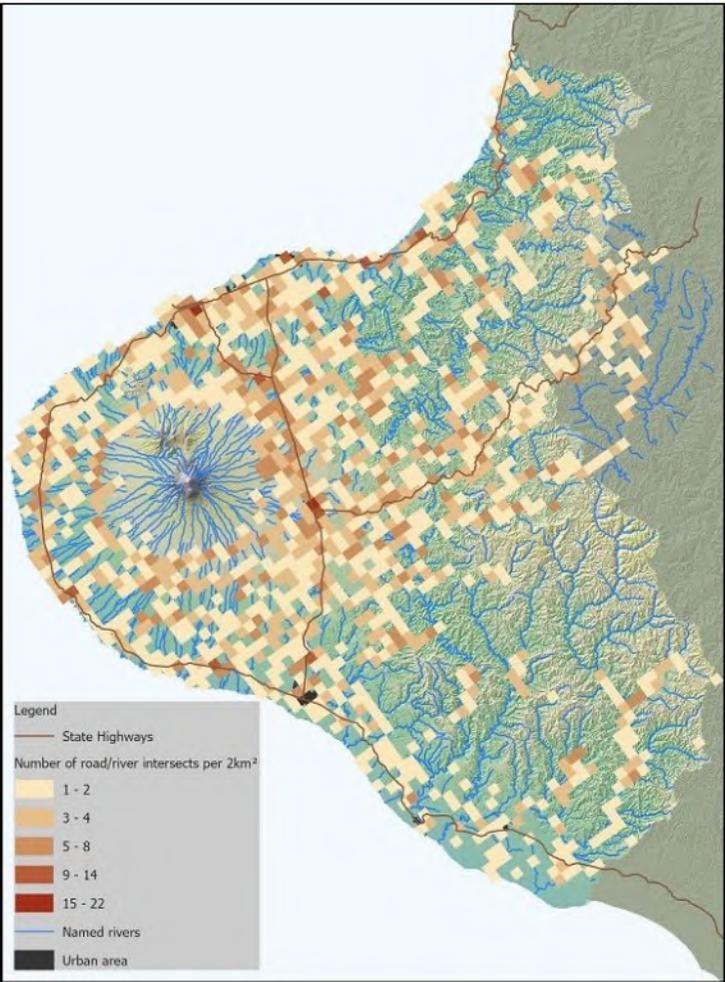 Legend
State Highways
Number of road/river intersects per 2km²
1 - 2
3 - 4
5 - 8
9 - 14
15 - 22
Named rivers
Urban area